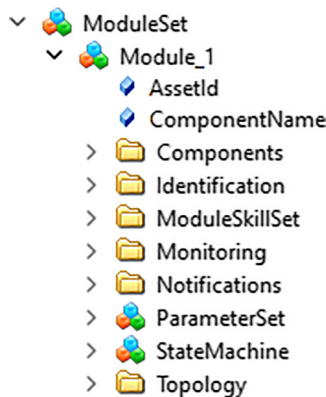 ModuleSet
Module_1
AssetId
ComponentName
Components
Identification
ModuleSkillSet
Monitoring
Notifications
ParameterSet
StateMachine
Topology